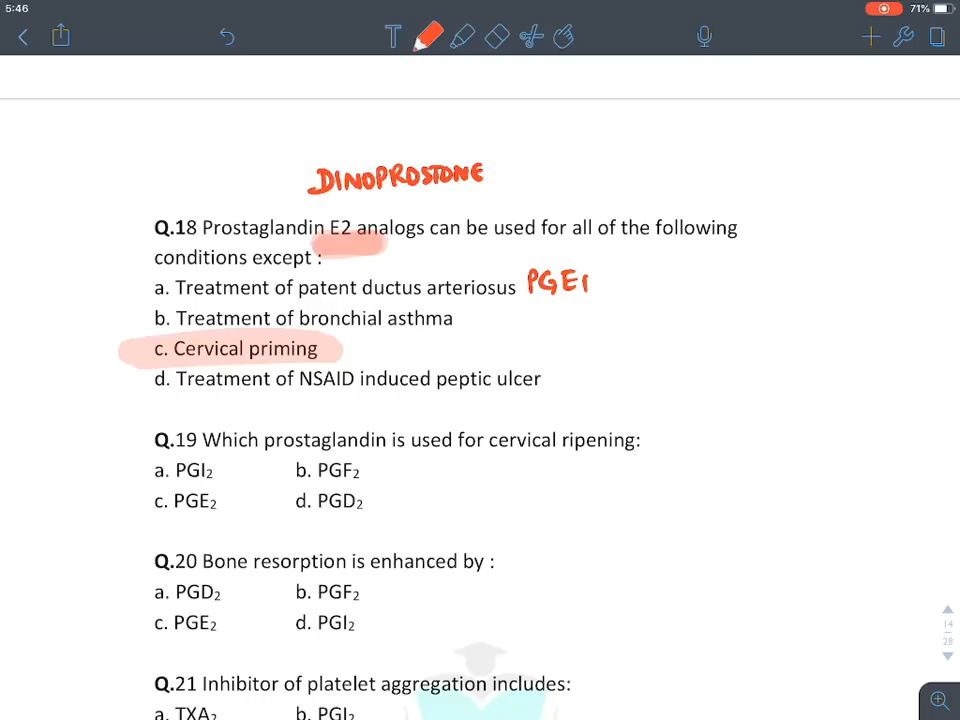 5:46
71%
T
DINOPROSTONE
Q.18 Prostaglandin E2 analogs can be used for all of the following
conditions except :
a. Treatment of patent ductus arteriosus PGE1
b. Treatment of bronchial asthma
c. Cervical priming
d. Treatment of NSAID induced peptic ulcer
Q.19 Which prostaglandin is used for cervical ripening:
a. PGI₂ b. PGF₂
c. PGE₂ d. PGD₂
Q.20 Bone resorption is enhanced by :
a. PGD₂ b. PGF₂
c. PGE₂ d. PGI₂
14
28
Q.21 Inhibitor of platelet aggregation includes:
a. TXA₂ b. PGI₂